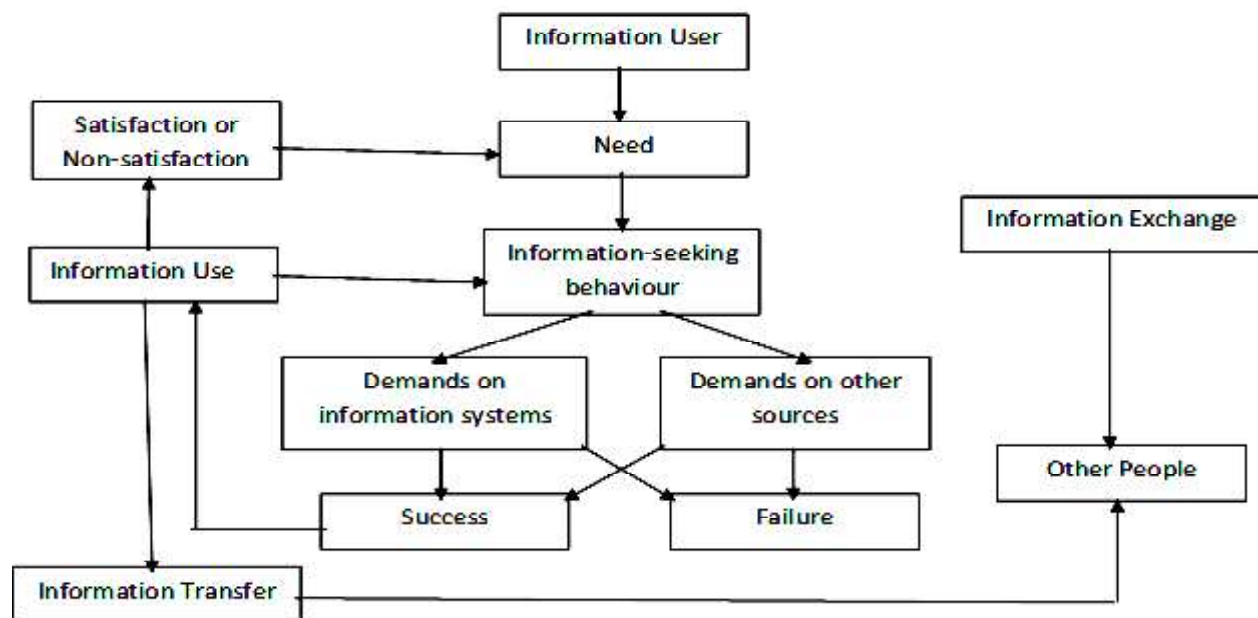 Information User
Satisfaction or
Non-satisfaction
Need
Information Exchange
Information Use
Information-seeking
behaviour
Demands on
information systems
Demands on other
sources
Other People
Success
Failure
Information Transfer